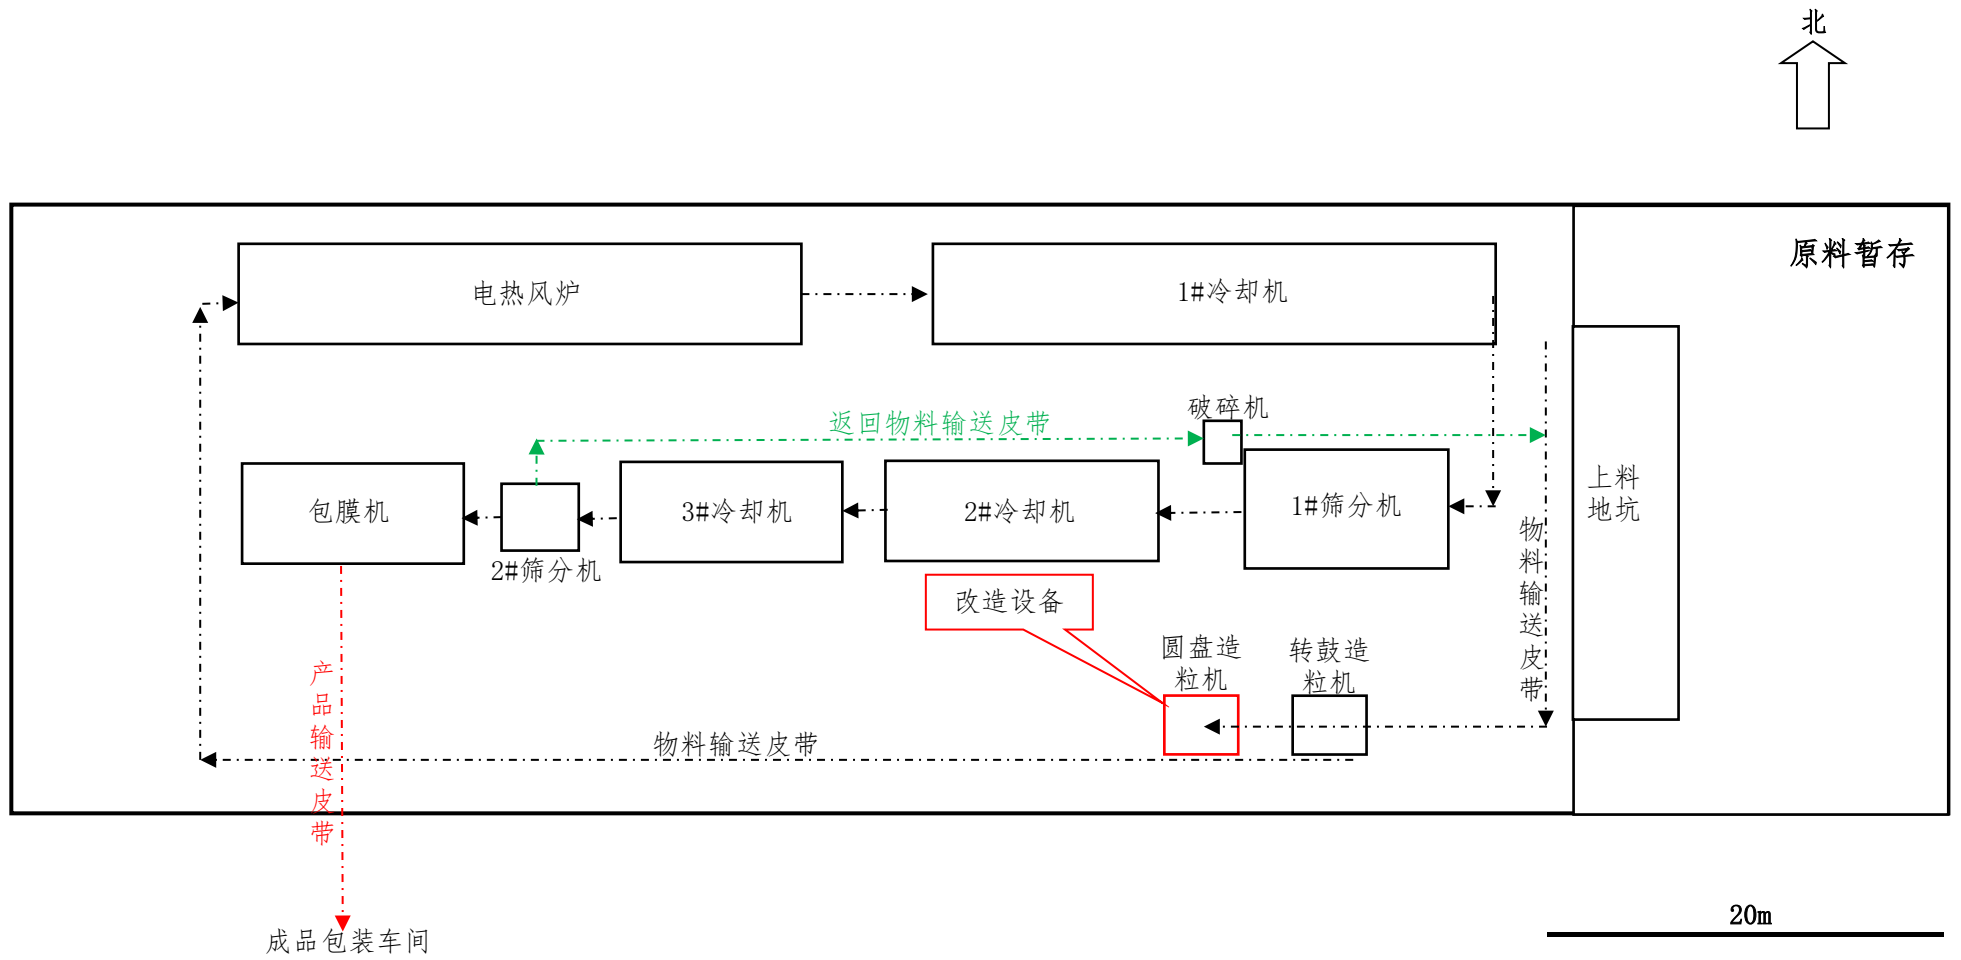 北
原料暂存
电热风炉
1#冷却机
破碎机
返回物料输送皮带
上料
地坑
包膜机
3#冷却机
2#冷却机
1#筛分机
2#筛分机
物料输送皮带
改造设备
圆盘造
粒机
转鼓造
粒机
产品输送皮带
物料输送皮带
20m
成品包装车间